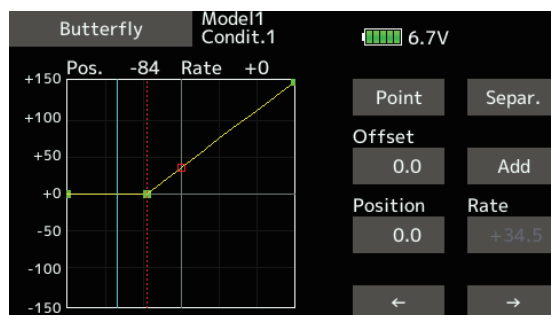 Butterfly
Model1
Condit.1
6.7V
Pos. -84 Rate +0
+150
+100
+50
+0
-50
-100
-150
Point Separ.
Offset
0.0 Add
Position Rate
0.0 +34.5
← →